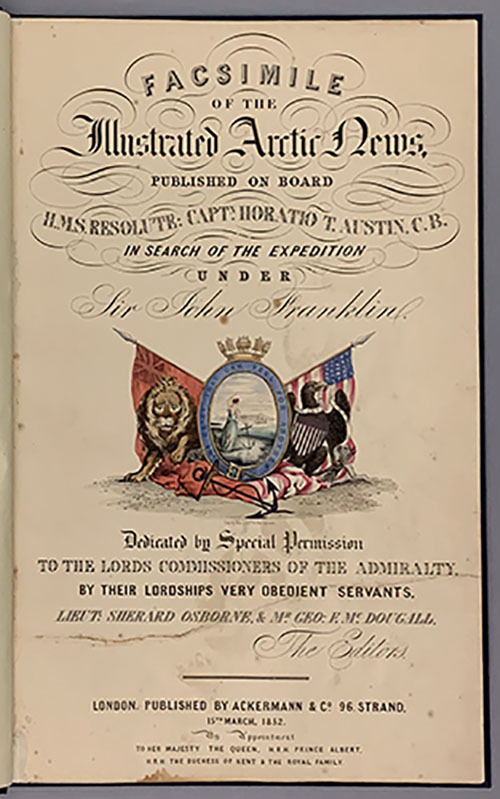 FACSIMILE
OF THE
Illustrated Arctic News,
PUBLISHED ON BOARD
H.M.S. RESOLUTE: CAPTN. HORATIO T. AUSTIN, C.B.
IN SEARCH OF THE EXPEDITION
UNDER
Sir John Franklin.
Dedicated by Special Permission
TO THE LORDS COMMISSIONERS OF THE ADMIRALTY,
BY THEIR LORDSHIPS VERY OBEDIENT SERVANTS,
LIEUT: SHERARD OSBORNE, & MR. GEO: F. MC. DOUGALL,
The Editors.
LONDON: PUBLISHED BY ACKERMANN & CO. 96, STRAND,
15TH MARCH, 1852.
By Appointment
TO HER MAJESTY THE QUEEN, H.R.H. PRINCE ALBERT,
H.R.H. THE DUCHESS OF KENT & THE ROYAL FAMILY.